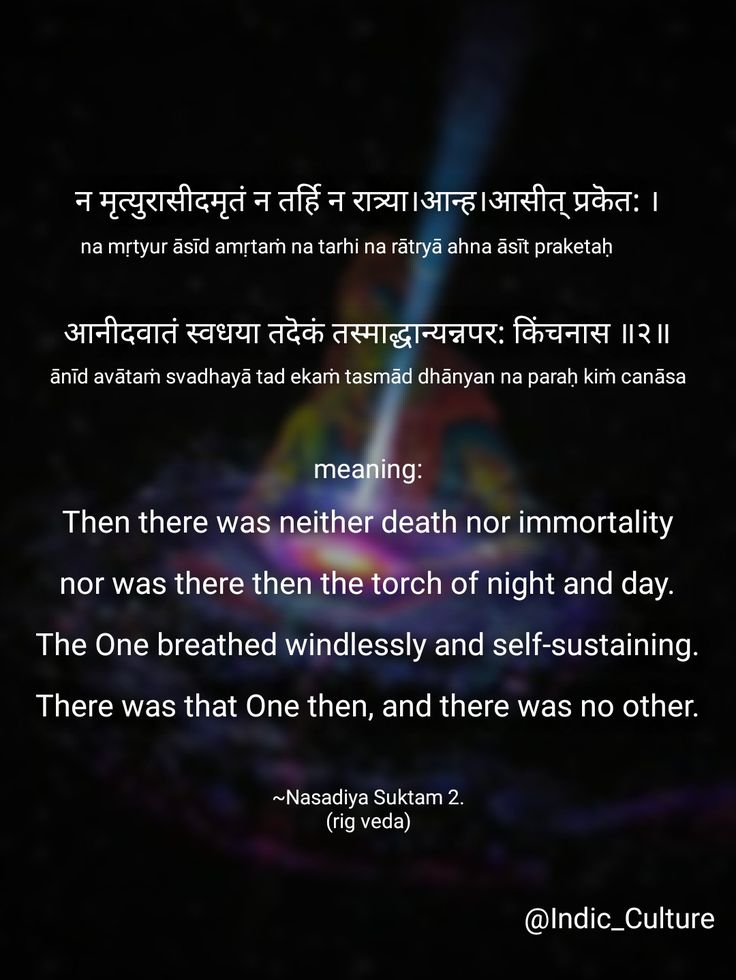 न मृत्युरासीदमृतं न तर्हि न रात्र्या।आन्ह।आसीत् प्रकॆत: ।
na mṛtyur āsīd amṛtaṁ na tarhi na rātryā ahna āsīt praketaḥ
आनीदवातं स्वधया तदॆकं तस्माद्धान्यन्नपर: किंचनास ॥२॥
ānīd avātaṁ svadhayā tad ekaṁ tasmād dhānyan na paraḥ kiṁ canāsa
meaning:
Then there was neither death nor immortality
nor was there then the torch of night and day.
The One breathed windlessly and self-sustaining.
There was that One then, and there was no other.
~Nasadiya Suktam 2.
(rig veda)
@Indic_Culture